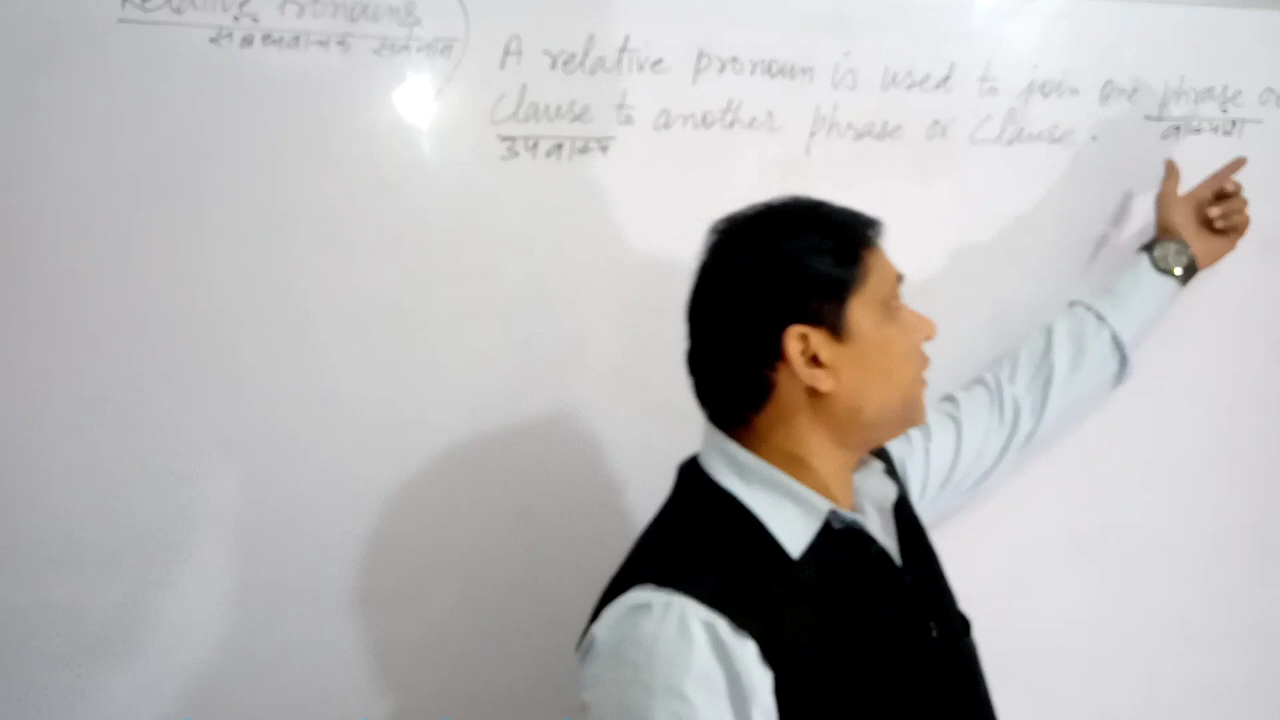 Relative Pronouns
सम्बन्धवाचक सर्वनाम
A relative pronoun is used to join one phrase or
वाक्यांश
Clause to another phrase or Clause.
उपवाक्य